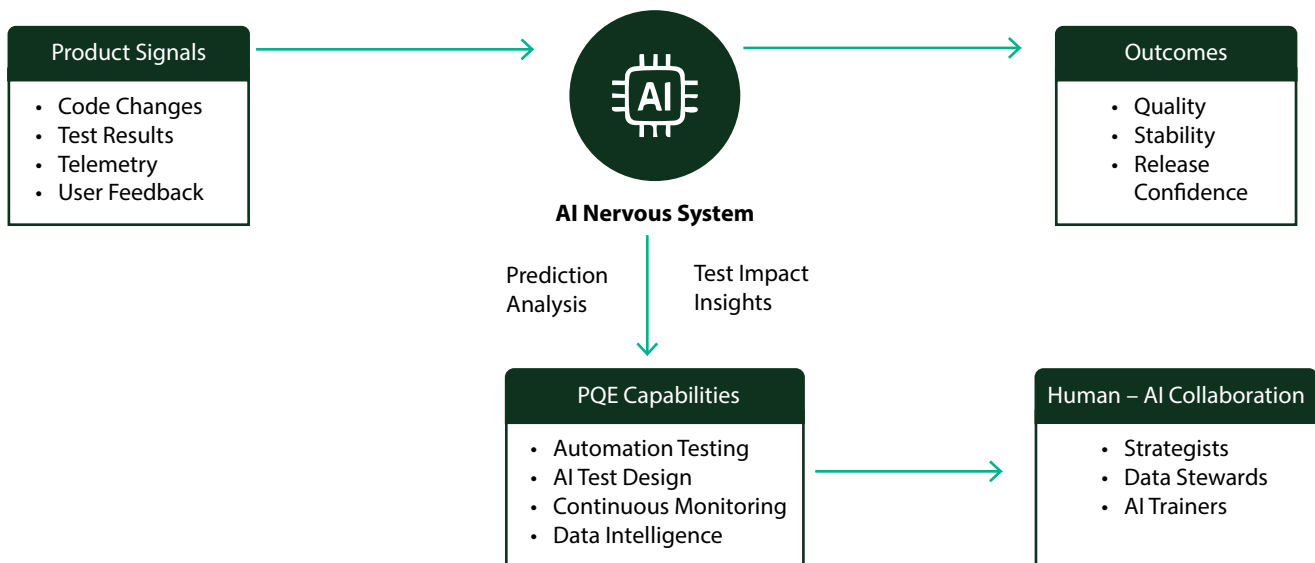 Product Signals
• Code Changes
• Test Results
• Telemetry
• User Feedback
AI
AI Nervous System
Outcomes
• Quality
• Stability
• Release
Confidence
Prediction
Analysis
Test Impact
Insights
PQE Capabilities
• Automation Testing
• AI Test Design
• Continuous Monitoring
• Data Intelligence
Human – AI Collaboration
• Strategists
• Data Stewards
• AI Trainers